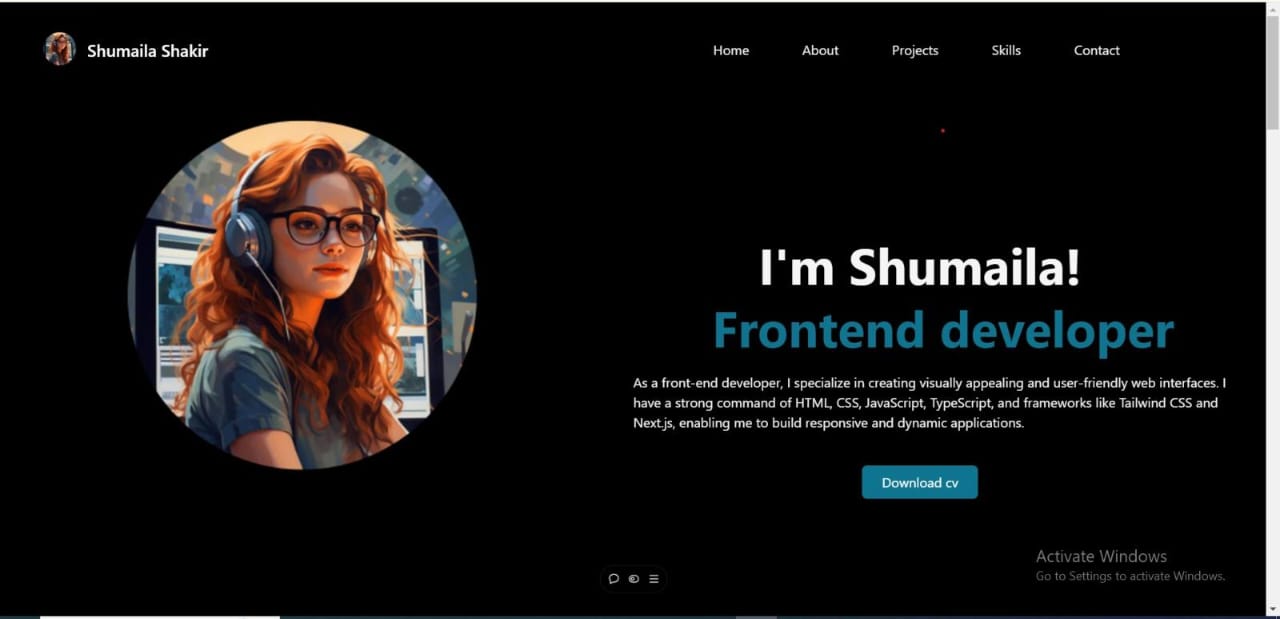 Shumaila Shakir
Home About Projects Skills Contact
I'm Shumaila!
Frontend developer
As a front-end developer, I specialize in creating visually appealing and user-friendly web interfaces. I
have a strong command of HTML, CSS, JavaScript, TypeScript, and frameworks like Tailwind CSS and
Next.js, enabling me to build responsive and dynamic applications.
Download cv
Activate Windows
Go to Settings to activate Windows.